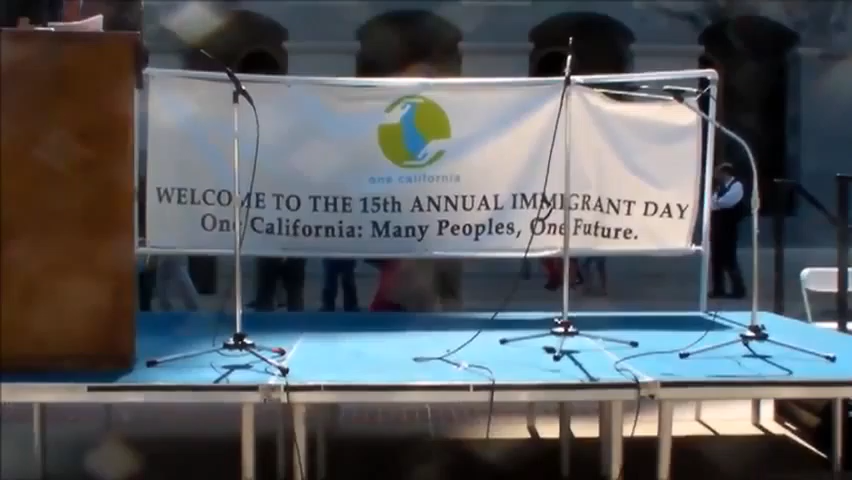 one california
WELCOME TO THE 15th ANNUAL IMMIGRANT DAY
One California: Many Peoples, One Future.